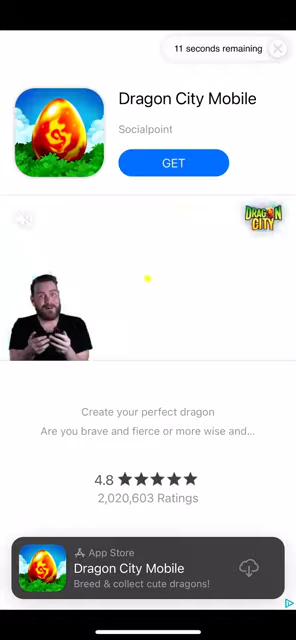 11 seconds remaining
Dragon City Mobile
Socialpoint
GET
DRAGON
CITY
Create your perfect dragon
Are you brave and fierce or more wise and...
4.8 ★★★★★
2,020,603 Ratings
App Store
Dragon City Mobile
Breed & collect cute dragons!